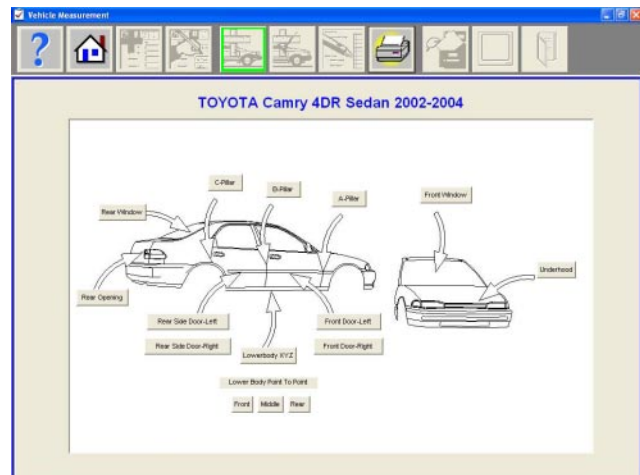 Vehicle Measurement
?
TOYOTA Camry 4DR Sedan 2002-2004
C-Pillar
B-Pillar
A-Pillar
Front Window
Rear Window
Underhood
Rear Opening
Rear Side Door-Left
Front Door-Left
Rear Side Door-Right
Front Door-Right
Lowerbody XYZ
Lower Body Point To Point
Front
Middle
Rear